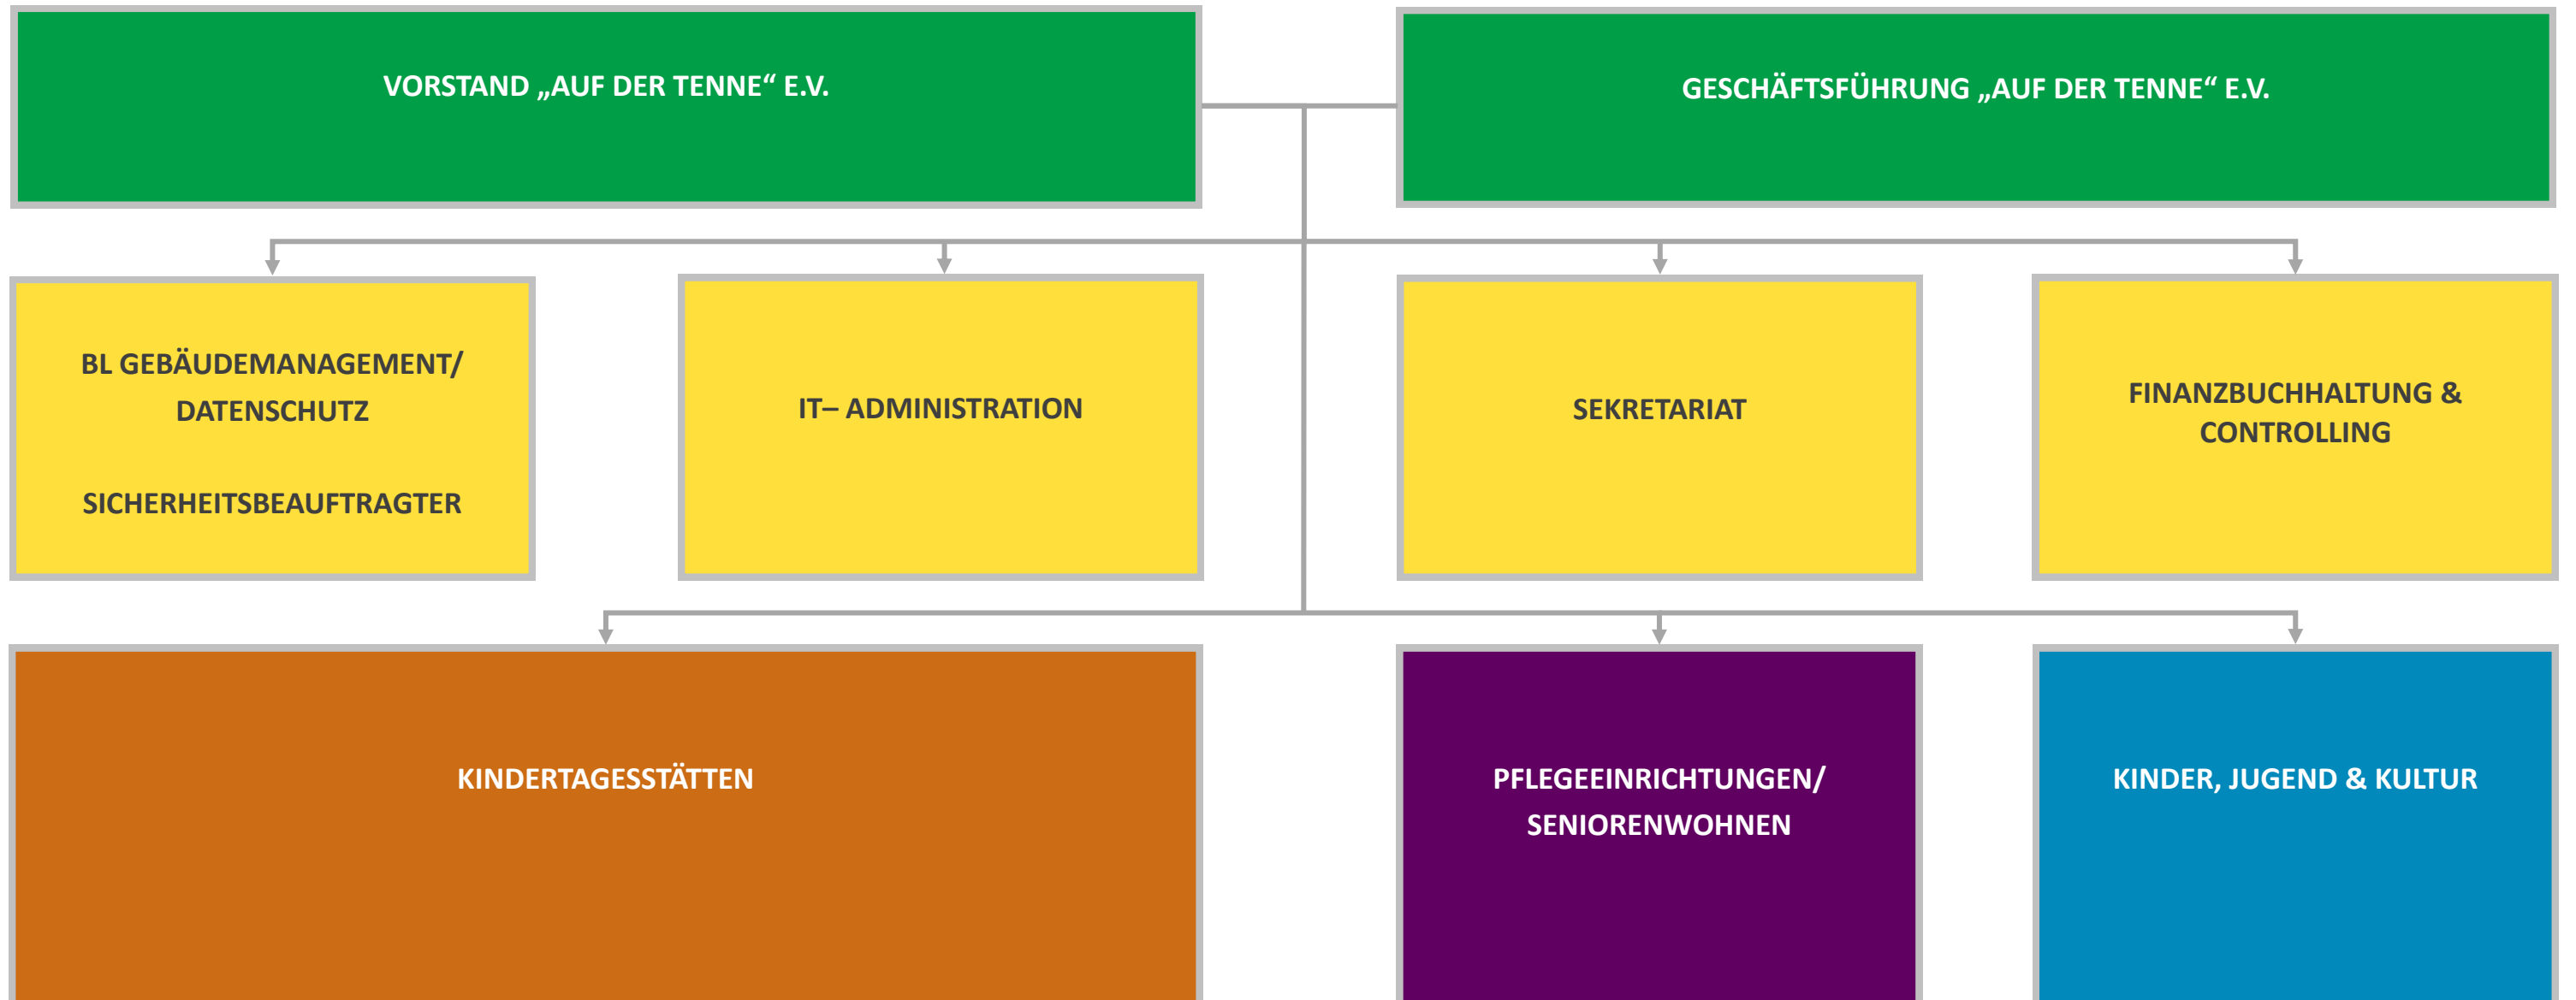 VORSTAND „AUF DER TENNE“ E.V.
GESCHÄFTSFÜHRUNG „AUF DER TENNE“ E.V.
BL GEBÄUDEMANAGEMENT/
DATENSCHUTZ
SICHERHEITSBEAUFTRAGTER
IT– ADMINISTRATION
SEKRETARIAT
FINANZBUCHHALTUNG &
CONTROLLING
KINDERTAGESSTÄTTEN
PFLEGEEINRICHTUNGEN/
SENIORENWOHNEN
KINDER, JUGEND & KULTUR